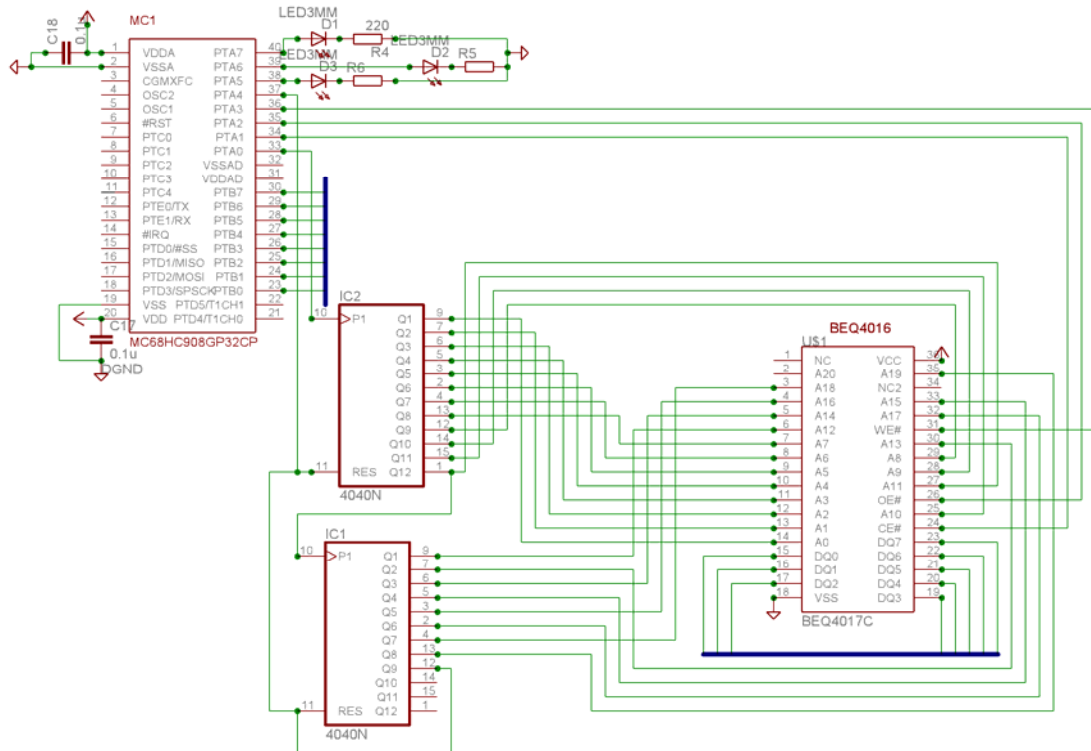 C18
0.1u
MC1
1 VDDA PTA7 40
2 VSSA PTA6 39
3 CGMXFC PTA5 38
4 OSC2 PTA4 37
5 OSC1 PTA3 36
6 #RST PTA2 35
7 PTC0 PTA1 34
8 PTC1 PTA0 33
9 PTC2 VSSAD 32
10 PTC3 VDDAD 31
11 PTC4 PTB7 30
12 PTE0/TX PTB6 29
13 PTE1/RX PTB5 28
14 #IRQ PTB4 27
15 PTD0/#SS PTB3 26
16 PTD1/MISO PTB2 25
17 PTD2/MOSI PTB1 24
18 PTD3/SPSCK PTB0 23
19 VSS PTD5/T1CH1 22
20 VDD PTD4/T1CH0 21
MC68HC908GP32CP
C17
0.1u
DGND
LED3MM
D1
220
R4
LED3MM
D2
R5
LED3MM
D3
R6
IC2
10 P1 Q1 9
Q2 7
Q3 6
Q4 5
Q5 3
Q6 2
Q7 4
Q8 13
Q9 12
Q10 14
Q11 15
11 RES Q12 1
4040N
IC1
10 P1 Q1 9
Q2 7
Q3 6
Q4 5
Q5 3
Q6 2
Q7 4
Q8 13
Q9 12
Q10 14
Q11 15
11 RES Q12 1
4040N
BEQ4016
U$1
1 NC VCC 36
2 A20 A19 35
3 A18 NC2 34
4 A16 A15 33
5 A14 A17 32
6 A12 WE# 31
7 A7 A13 30
8 A6 A8 29
9 A5 A9 28
10 A4 A11 27
11 A3 OE# 26
12 A2 A10 25
13 A1 CE# 24
14 A0 DQ7 23
15 DQ0 DQ6 22
16 DQ1 DQ5 21
17 DQ2 DQ4 20
18 VSS DQ3 19
BEQ4017C